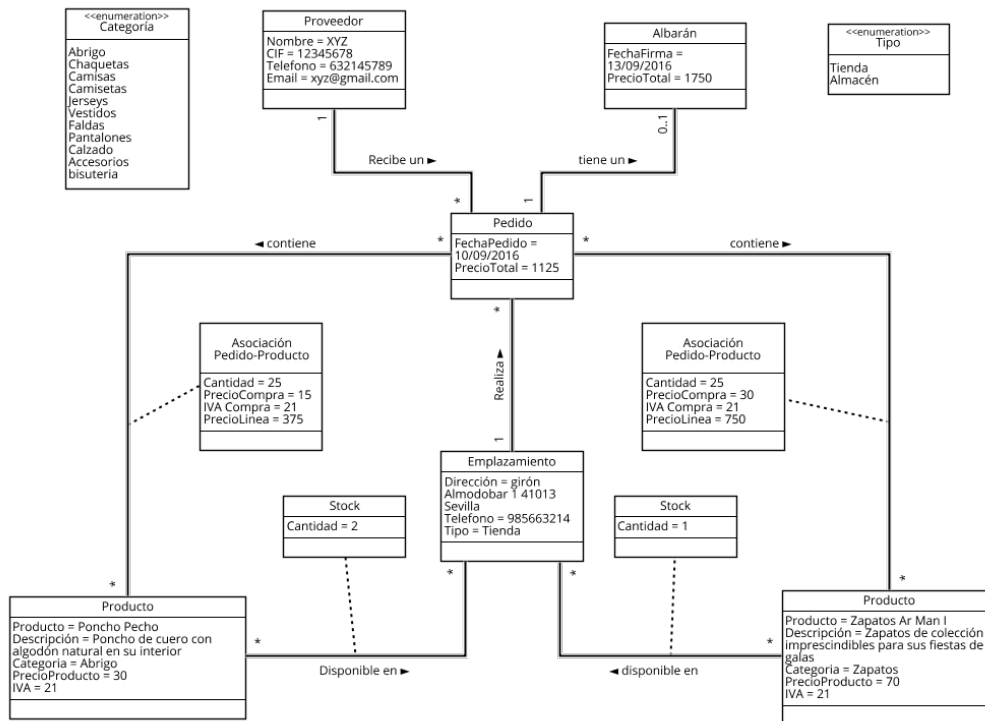 <<enumeration>>
Categoría
Abrigo
Chaquetas
Camisas
Camisetas
Jerseys
Vestidos
Faldas
Pantalones
Calzado
Accesorios
bisuteria
Proveedor
Nombre = XYZ
CIF = 12345678
Telefono = 632145789
Email = xyz@gmail.com
Albarán
FechaFirma =
13/09/2016
PrecioTotal = 1750
<<enumeration>>
Tipo
Tienda
Almacén
1
0..1
Recibe un ►
tiene un ►
*
1
Pedido
FechaPedido =
10/09/2016
PrecioTotal = 1125
◄ contiene
*
*
contiene ►
*
Realiza ►
1
Asociación
Pedido-Producto
Cantidad = 25
PrecioCompra = 15
IVA Compra = 21
PrecioLinea = 375
Asociación
Pedido-Producto
Cantidad = 25
PrecioCompra = 30
IVA Compra = 21
PrecioLinea = 750
Emplazamiento
Dirección = girón
Almodobar 1 41013
Sevilla
Telefono = 985663214
Tipo = Tienda
Stock
Cantidad = 2
Stock
Cantidad = 1
*
*
*
*
Producto
Producto = Poncho Pecho
Descripción = Poncho de cuero con
algodón natural en su interior
Categoria = Abrigo
PrecioProducto = 30
IVA = 21
*
Disponible en ►
*
◄ disponible en
Producto
Producto = Zapatos Ar Man I
Descripción = Zapatos de colección
imprescindibles para sus fiestas de
galas
Categoria = Zapatos
PrecioProducto = 70
IVA = 21